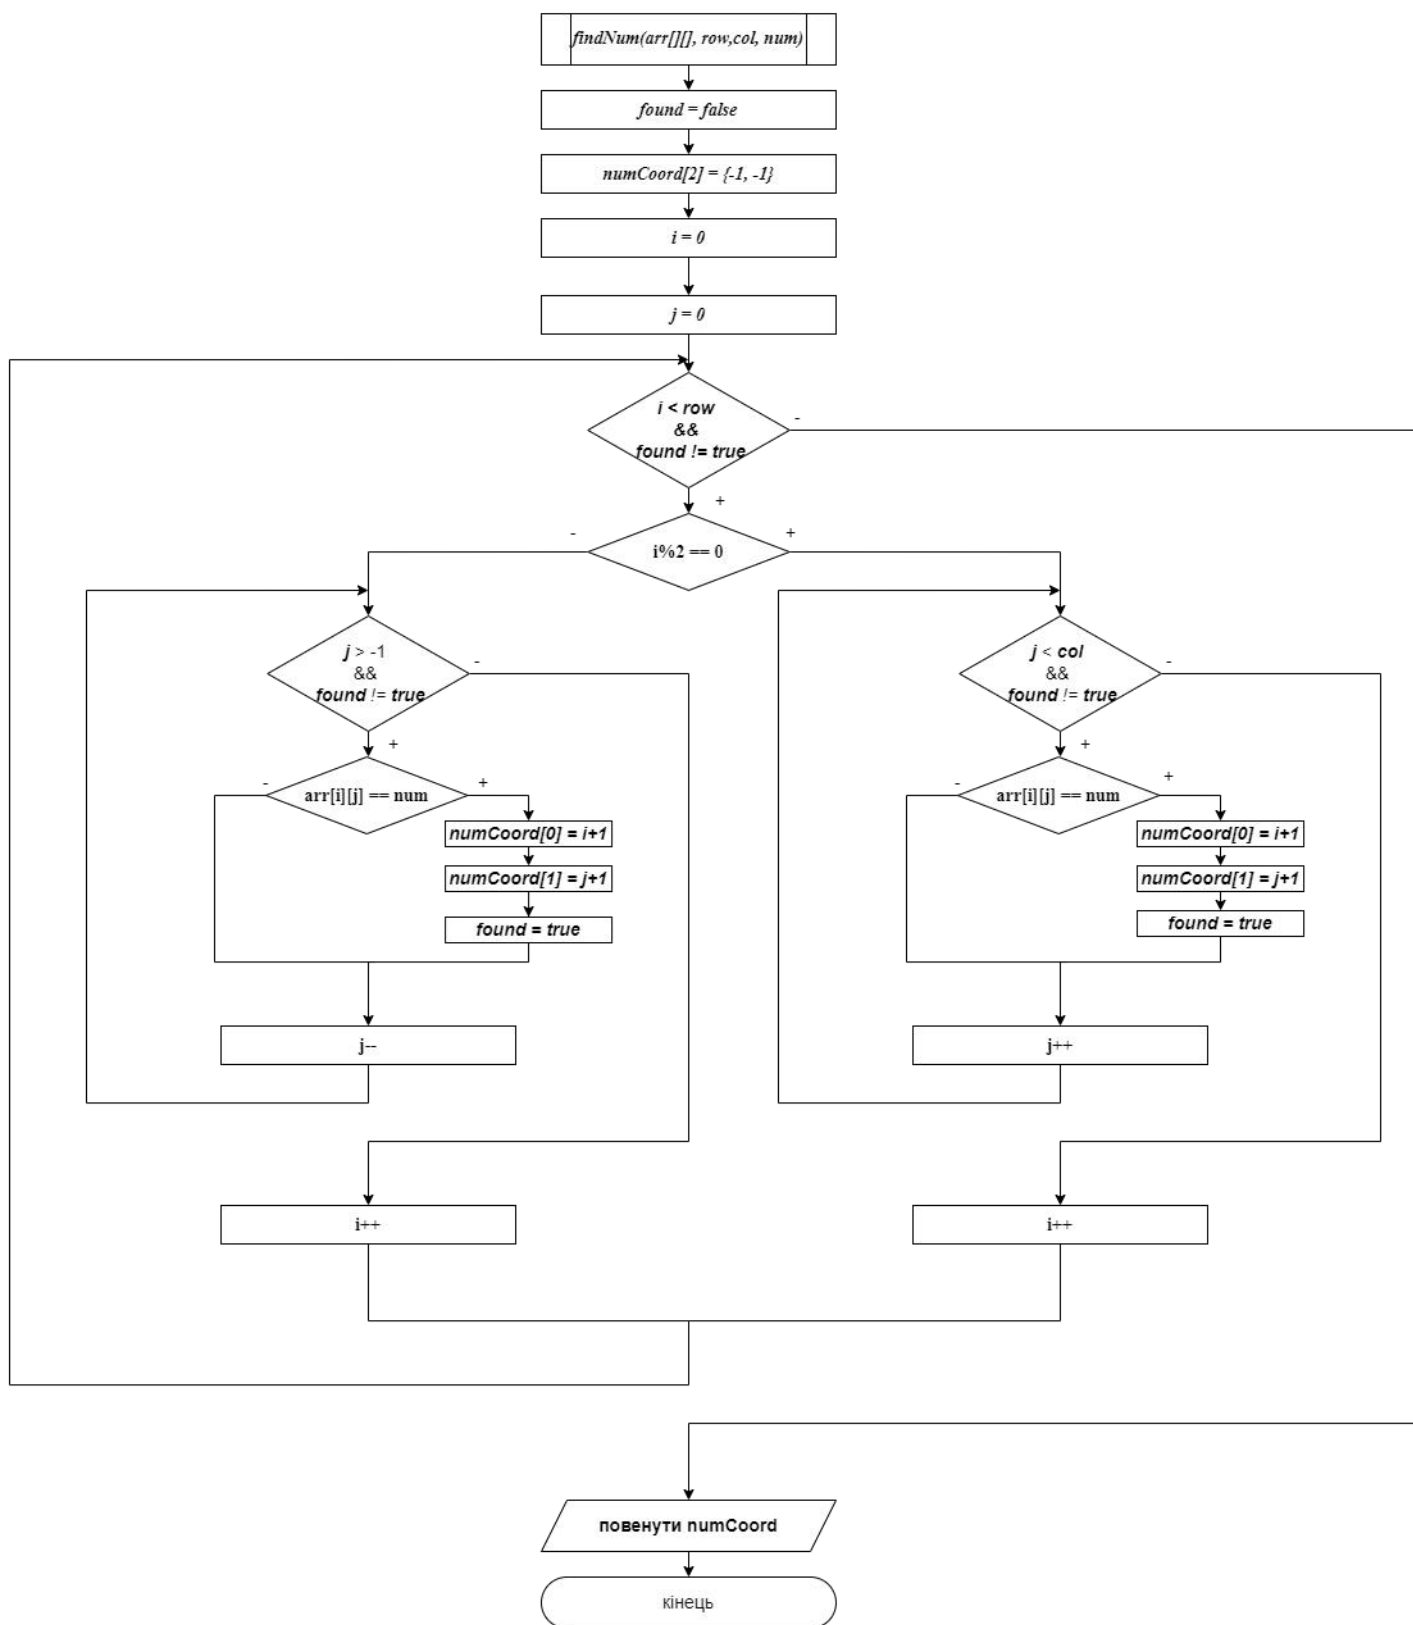 findNum(arr[][], row,col, num)
found = false
numCoord[2] = {-1, -1}
i = 0
j = 0
i < row
&&
found != true
-
+
i%2 == 0
-
+
j > -1
&&
found != true
-
+
arr[i][j] == num
-
+
numCoord[0] = i+1
numCoord[1] = j+1
found = true
j--
i++
j < col
&&
found != true
-
+
arr[i][j] == num
-
+
numCoord[0] = i+1
numCoord[1] = j+1
found = true
j++
i++
повенути numCoord
кінець